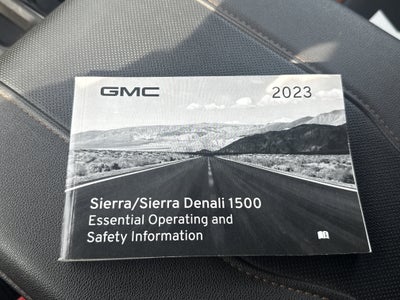 GMC 2023
Sierra/Sierra Denali 1500
Essential Operating and
Safety Information